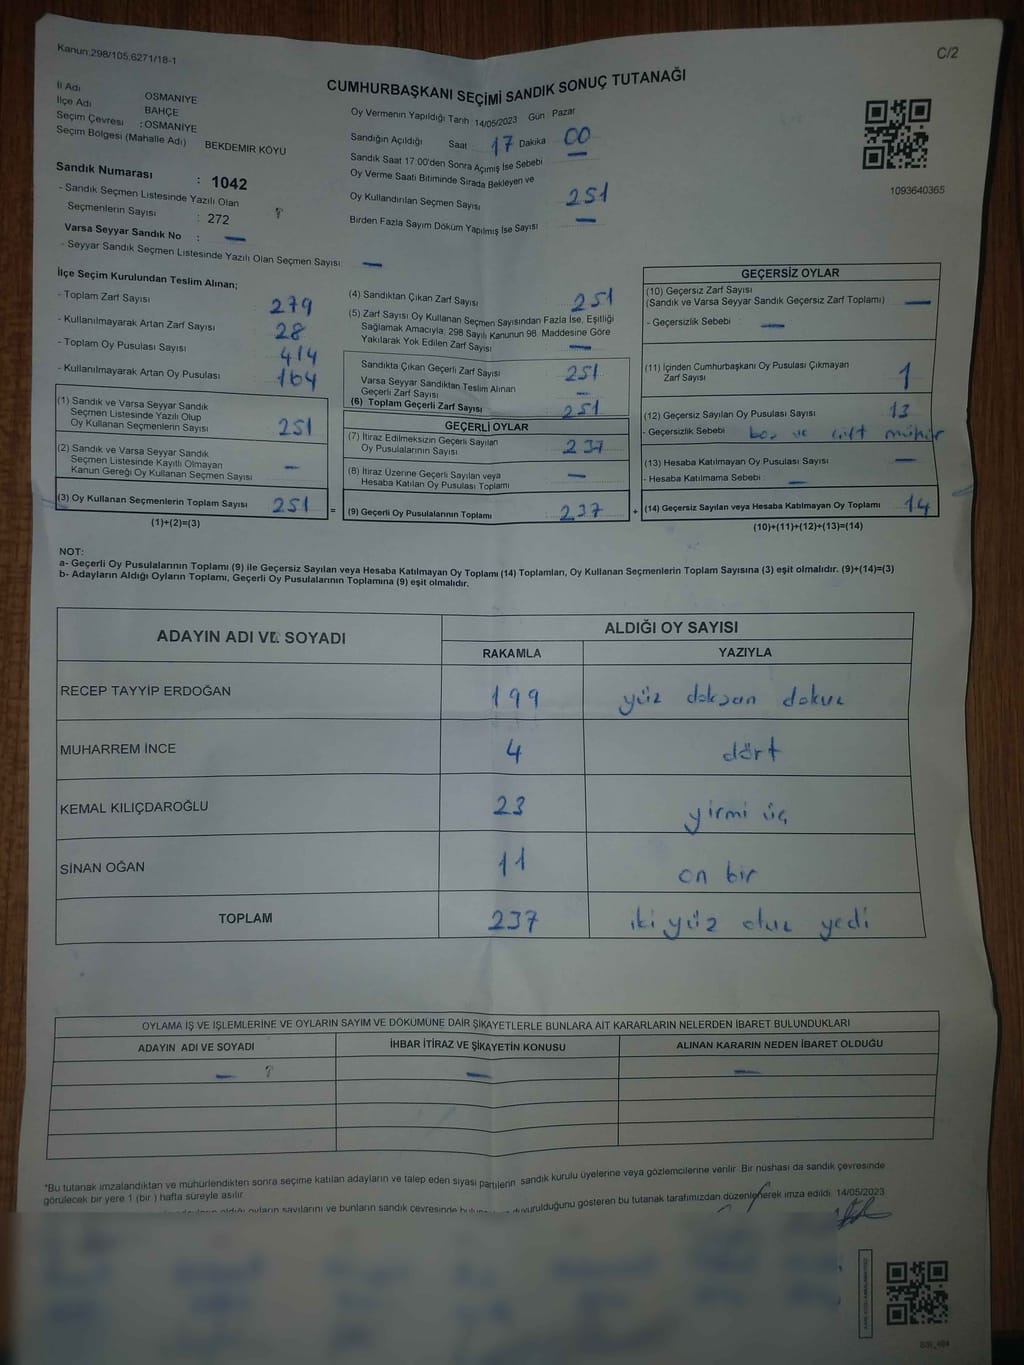 Kanun:298/105,6271/18-1
C/2
CUMHURBAŞKANI SEÇİMİ SANDIK SONUÇ TUTANAĞI
İl Adı OSMANİYE
İlçe Adı BAHÇE
Seçim Çevresi : OSMANİYE
Seçim Bölgesi (Mahalle Adı) BEKDEMIR KÖYU
Sandık Numarası : 1042
- Sandık Seçmen Listesinde Yazılı Olan
Seçmenlerin Sayısı : 272
Varsa Seyyar Sandık No : —
- Seyyar Sandık Seçmen Listesinde Yazılı Olan Seçmen Sayısı —
Oy Vermenin Yapıldığı Tarih 14/05/2023 Gün Pazar
Sandığın Açıldığı Saat 17 Dakika 00
Sandık Saat 17:00'den Sonra Açımış İse Sebebi —
Oy Verme Saati Bitiminde Sırada Bekleyen ve
Oy Kullandırılan Seçmen Sayısı 251
Birden Fazla Sayım Döküm Yapılmış İse Sayısı —
1093640365
İlçe Seçim Kurulundan Teslim Alınan;
- Toplam Zarf Sayısı 279
- Kullanılmayarak Artan Zarf Sayısı 28
- Toplam Oy Pusulası Sayısı 414
- Kullanılmayarak Artan Oy Pusulası 164
(1) Sandık ve Varsa Seyyar Sandık
Seçmen Listesinde Yazılı Olup
Oy Kullanan Seçmenlerin Sayısı 251
(2) Sandık ve Varsa Seyyar Sandık
Seçmen Listesinde Kayıtlı Olmayan
Kanun Gereği Oy Kullanan Seçmen Sayısı —
(3) Oy Kullanan Seçmenlerin Toplam Sayısı 251 =
(1)+(2)=(3)
(4) Sandıktan Çıkan Zarf Sayısı 251
(5) Zarf Sayısı Oy Kullanan Seçmen Sayısından Fazla İse, Eşitliği
Sağlamak Amacıyla; 298 Sayılı Kanunun 98. Maddesine Göre
Yakılarak Yok Edilen Zarf Sayısı —
Sandıkta Çıkan Geçerli Zarf Sayısı 251
Varsa Seyyar Sandıktan Teslim Alınan
Geçerli Zarf Sayısı —
(6) Toplam Geçerli Zarf Sayısı 251
GEÇERLİ OYLAR
(7) İtiraz Edilmeksizin Geçerli Sayılan
Oy Pusulalarının Sayısı 237
(8) İtiraz Üzerine Geçerli Sayılan veya
Hesaba Katılan Oy Pusulası Toplamı —
(9) Geçerli Oy Pusulalarının Toplamı 237 +
GEÇERSİZ OYLAR
(10) Geçersiz Zarf Sayısı
(Sandık ve Varsa Seyyar Sandık Geçersiz Zarf Toplamı) —
- Geçersizlik Sebebi : —
(11) İçinden Cumhurbaşkanı Oy Pusulası Çıkmayan
Zarf Sayısı 1
(12) Geçersiz Sayılan Oy Pusulası Sayısı 13
- Geçersizlik Sebebi : boş ve çift mühür
(13) Hesaba Katılmayan Oy Pusulası Sayısı —
- Hesaba Katılmama Sebebi : —
(14) Geçersiz Sayılan veya Hesaba Katılmayan Oy Toplamı 14
(10)+(11)+(12)+(13)=(14)
NOT:
a- Geçerli Oy Pusulalarının Toplamı (9) ile Geçersiz Sayılan veya Hesaba Katılmayan Oy Toplamı (14) Toplamları, Oy Kullanan Seçmenlerin Toplam Sayısına (3) eşit olmalıdır. (9)+(14)=(3)
b- Adayların Aldığı Oyların Toplamı, Geçerli Oy Pusulalarının Toplamına (9) eşit olmalıdır.
ADAYIN ADI VE SOYADI ALDIĞI OY SAYISI
RAKAMLA YAZIYLA
RECEP TAYYİP ERDOĞAN 199 yüz doksan dokuz
MUHARREM İNCE 4 dört
KEMAL KILIÇDAROĞLU 23 yirmi üç
SİNAN OĞAN 11 on bir
TOPLAM 237 iki yüz otuz yedi
OYLAMA İŞ VE İŞLEMLERİNE VE OYLARIN SAYIM VE DÖKÜMÜNE DAİR ŞİKAYETLERLE BUNLARA AİT KARARLARIN NELERDEN İBARET BULUNDUKLARI
ADAYIN ADI VE SOYADI İHBAR İTİRAZ VE ŞİKAYETİN KONUSU ALINAN KARARIN NEDEN İBARET OLDUĞU
— — —
*Bu tutanak imzalandıktan ve mühürlendikten sonra seçime katılan adayların ve talep eden siyasi partilerin sandık kurulu üyelerine veya gözlemcilerine verilir. Bir nüshası da sandık çevresinde
görülecek bir yere 1 (bir) hafta süreyle asılır.
oyların sayılarını ve bunların sandık çevresinde duyurulduğunu gösteren bu tutanak tarafımızdan düzenlenerek imza edildi. 14/05/2023